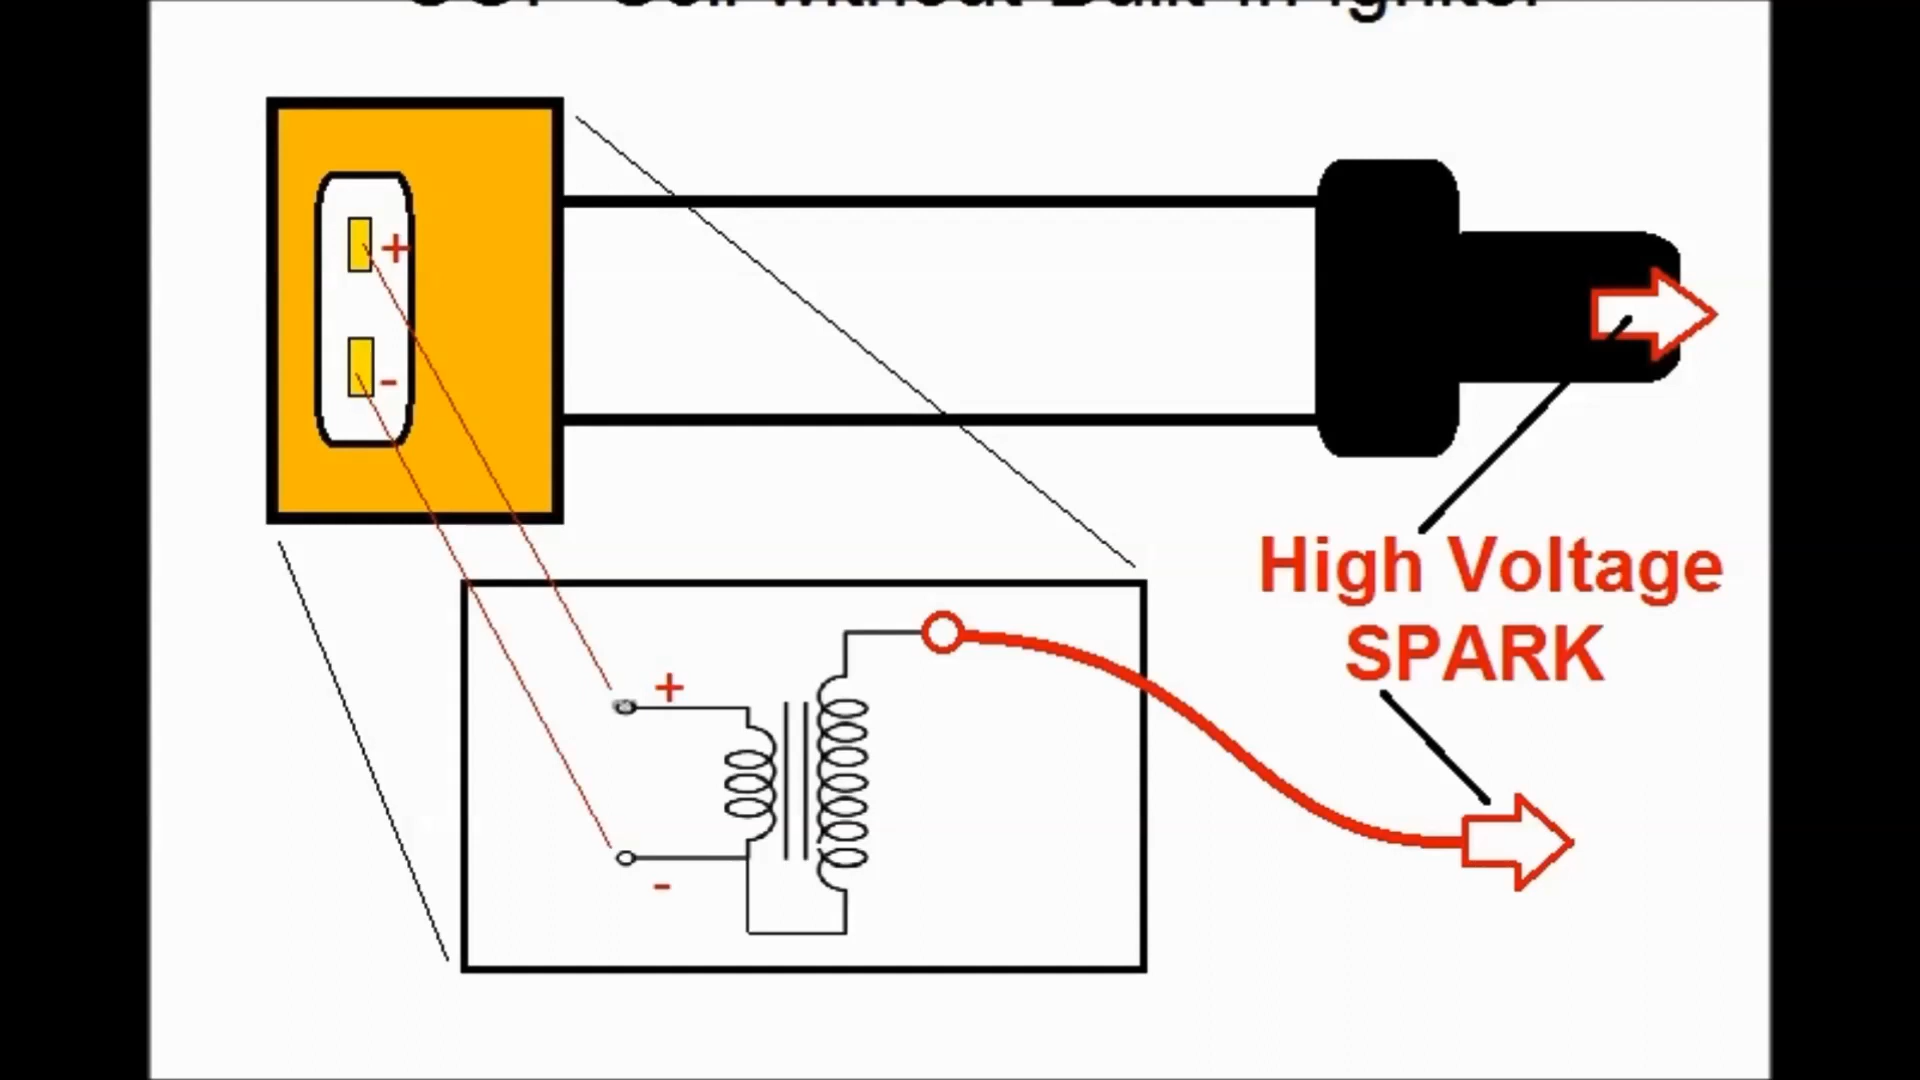 +
-
High Voltage
SPARK
+
-